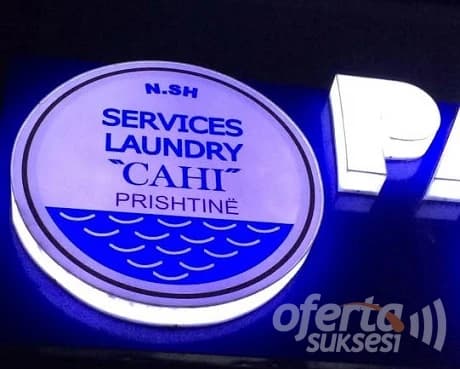 N.SH
SERVICES
LAUNDRY
"CAHI"
PRISHTINË
oferta
suksesi